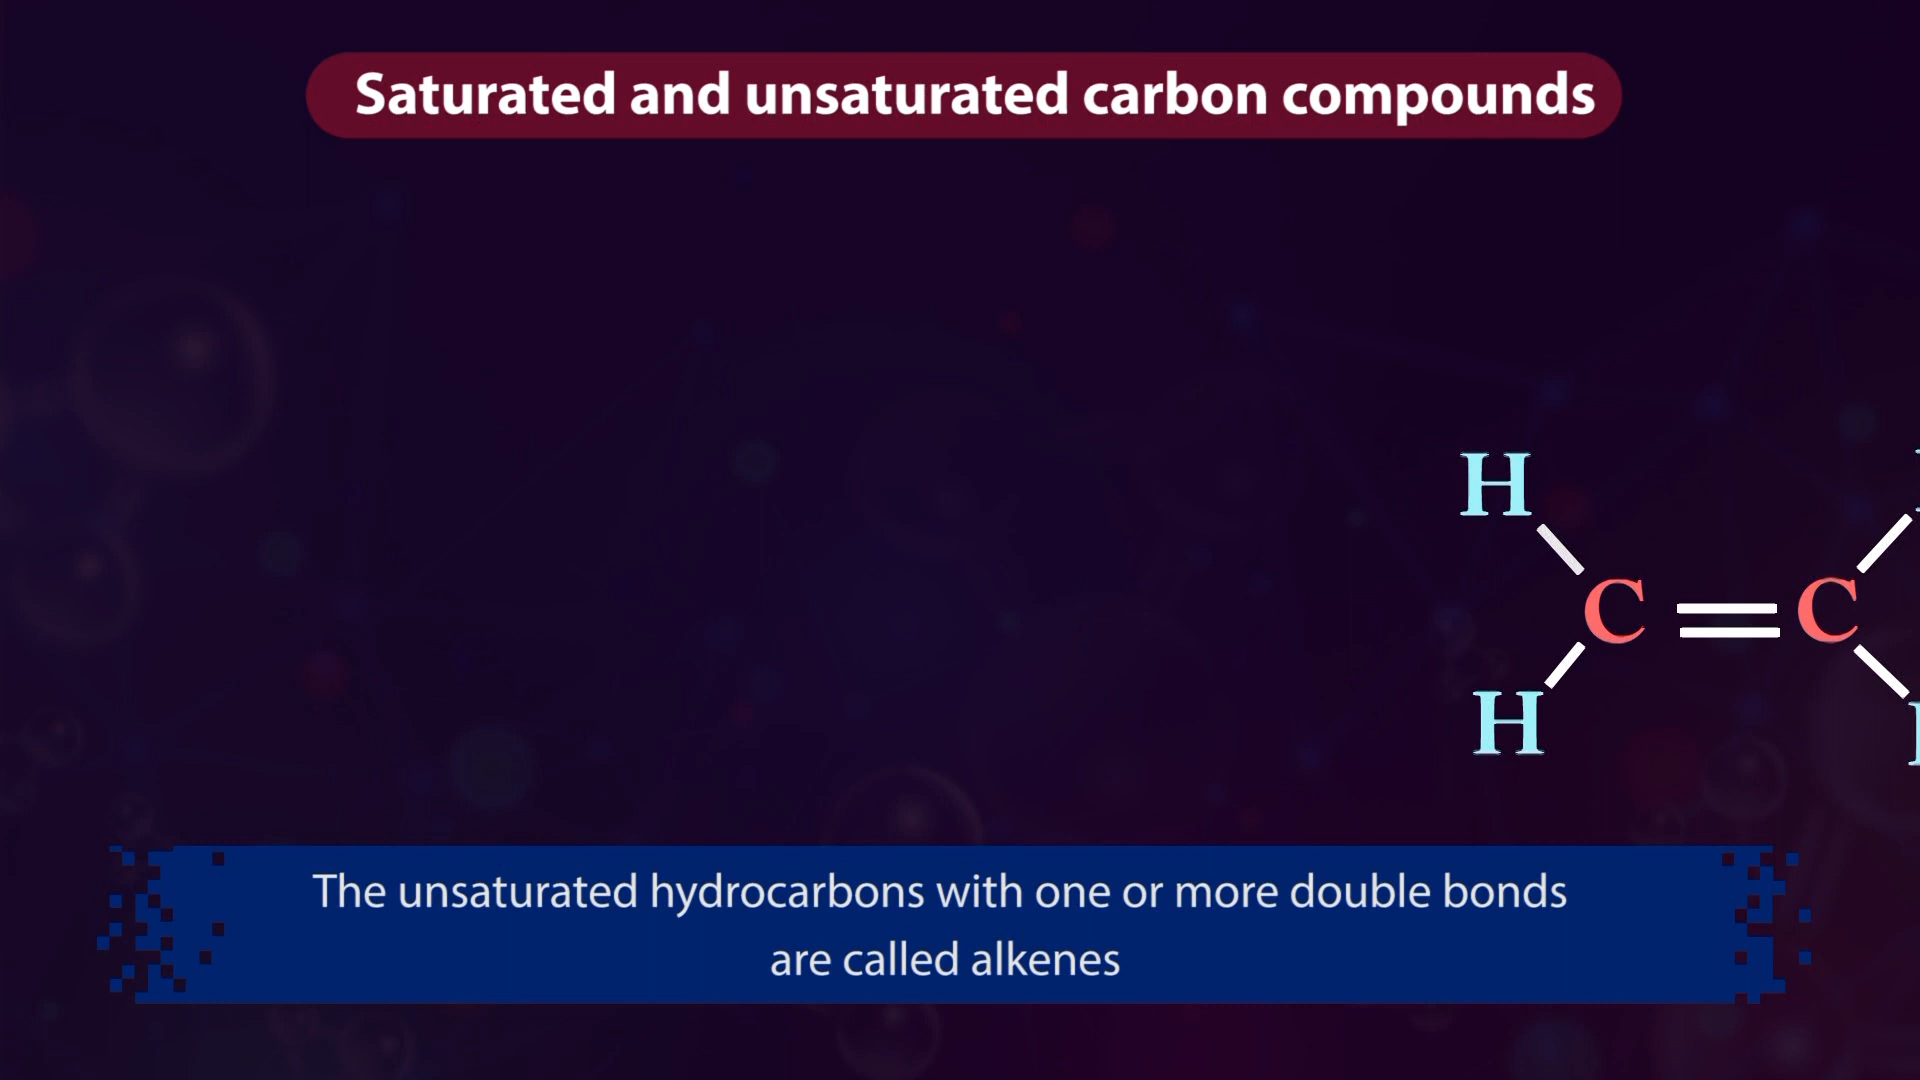 Saturated and unsaturated carbon compounds
H
C = C
H
The unsaturated hydrocarbons with one or more double bonds
are called alkenes